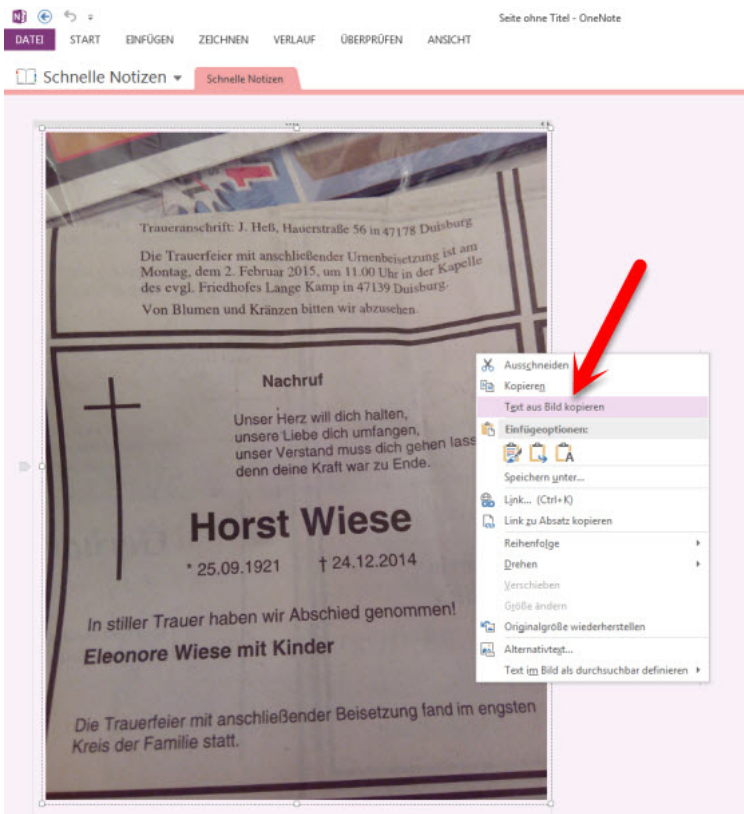 Seite ohne Titel - OneNote
DATEI START EINFÜGEN ZEICHNEN VERLAUF ÜBERPRÜFEN ANSICHT
Schnelle Notizen Schnelle Notizen
Traueranschrift: J. Heß, Hauerstraße 56 in 47178 Duisburg
Die Trauerfeier mit anschließender Urnenbeisetzung ist am
Montag, dem 2. Februar 2015, um 11.00 Uhr in der Kapelle
des evgl. Friedhofes Lange Kamp in 47139 Duisburg.
Von Blumen und Kränzen bitten wir abzusehen.
Nachruf
Unser Herz will dich halten,
unsere Liebe dich umfangen,
unser Verstand muss dich gehen lass
denn deine Kraft war zu Ende.
Horst Wiese
* 25.09.1921 † 24.12.2014
In stiller Trauer haben wir Abschied genommen!
Eleonore Wiese mit Kinder
Die Trauerfeier mit anschließender Beisetzung fand im engsten
Kreis der Familie statt.
Ausschneiden
Kopieren
Text aus Bild kopieren
Einfügeoptionen:
Speichern unter...
Link... (Ctrl+K)
Link zu Absatz kopieren
Reihenfolge
Drehen
Verschieben
Größe ändern
Originalgröße wiederherstellen
Alternativtext...
Text im Bild als durchsuchbar definieren